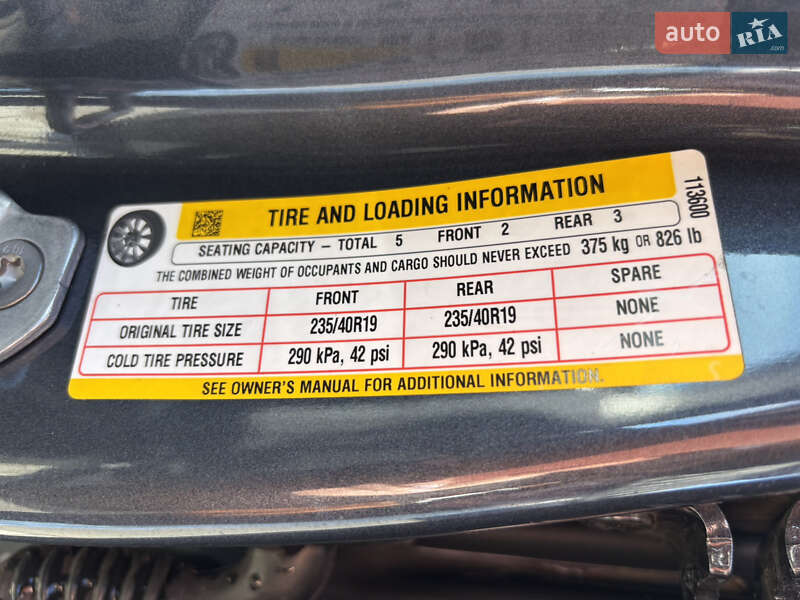 auto RIA.com
TIRE AND LOADING INFORMATION
113600
SEATING CAPACITY – TOTAL 5 FRONT 2 REAR 3
THE COMBINED WEIGHT OF OCCUPANTS AND CARGO SHOULD NEVER EXCEED 375 kg OR 826 lb
TIRE FRONT REAR SPARE
ORIGINAL TIRE SIZE 235/40R19 235/40R19 NONE
COLD TIRE PRESSURE 290 kPa, 42 psi 290 kPa, 42 psi NONE
SEE OWNER'S MANUAL FOR ADDITIONAL INFORMATION.